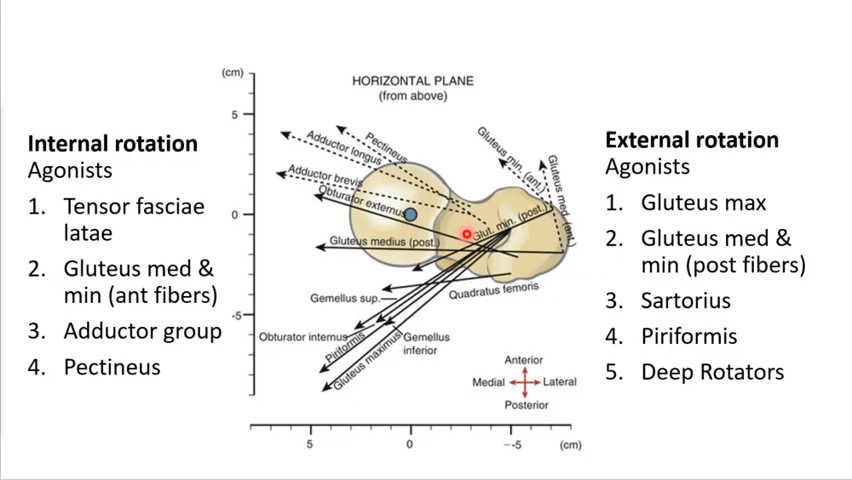 Internal rotation
Agonists
1. Tensor fasciae
latae
2. Gluteus med &
min (ant fibers)
3. Adductor group
4. Pectineus
(cm)
HORIZONTAL PLANE
(from above)
5
0
-5
Pectineus
Adductor longus
Adductor brevis
Obturator externus
Gluteus medius (post.)
Gluteus min. (ant.)
Gluteus med. (ant.)
Glut. min. (post.)
Gemellus sup.
Quadratus femoris
Obturator internus
Piriformis
Gluteus maximus
Gemellus
inferior
Anterior
Medial
Lateral
Posterior
5
0
-5
(cm)
External rotation
Agonists
1. Gluteus max
2. Gluteus med &
min (post fibers)
3. Sartorius
4. Piriformis
5. Deep Rotators